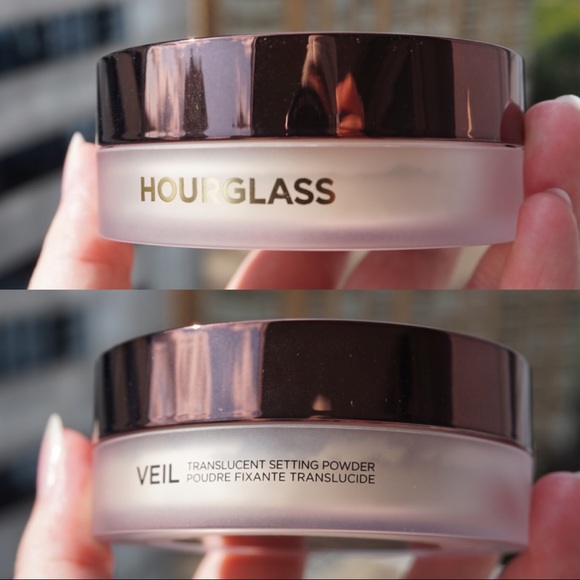 HOURGLASS
VEIL TRANSLUCENT SETTING POWDER
POUDRE FIXANTE TRANSLUCIDE